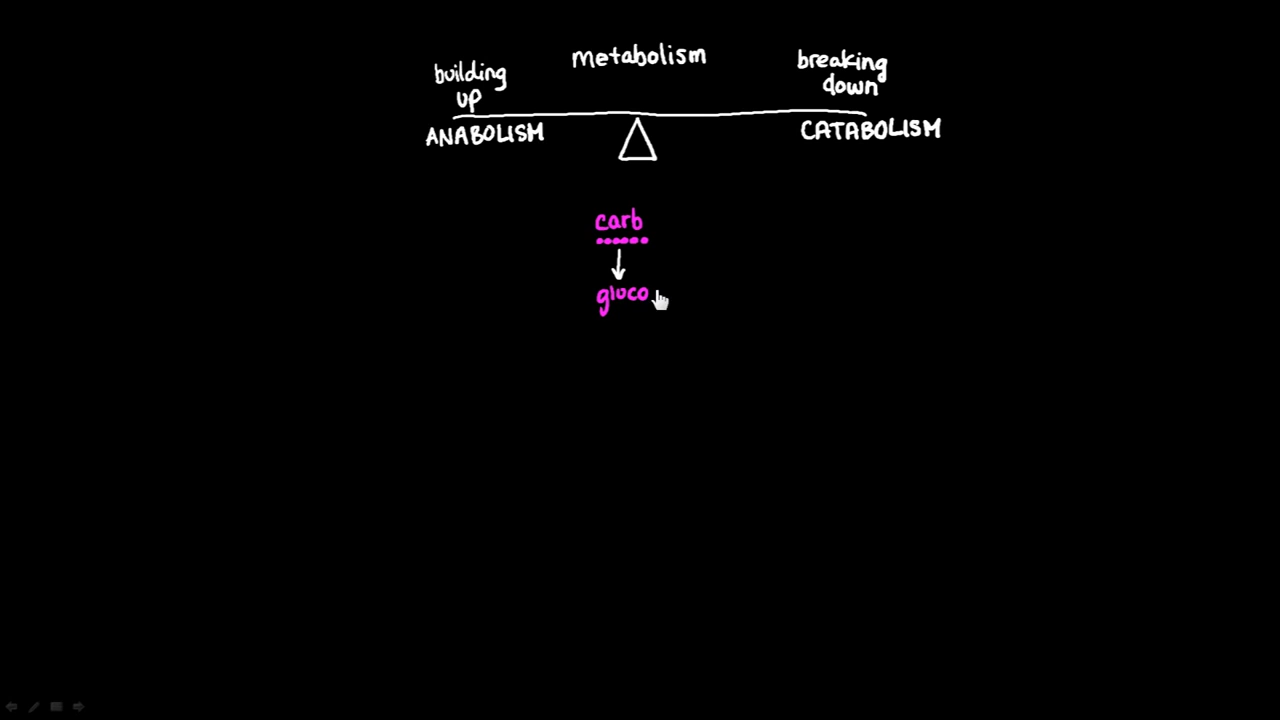 metabolism
building
up
breaking
down
ANABOLISM
CATABOLISM
carb
gluco